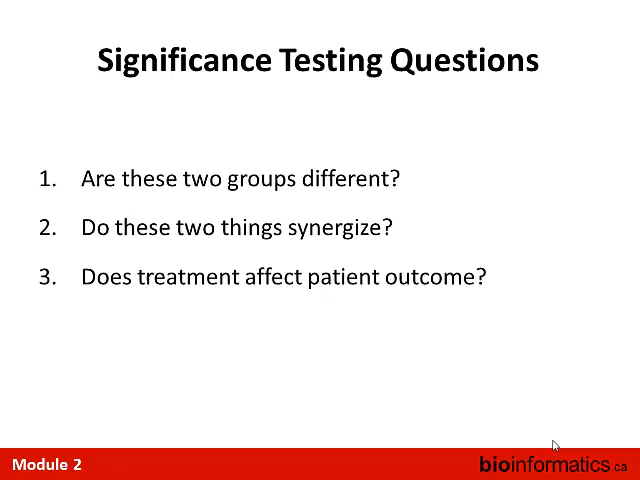 Significance Testing Questions
1. Are these two groups different?
2. Do these two things synergize?
3. Does treatment affect patient outcome?
Module 2
bioinformatics.ca